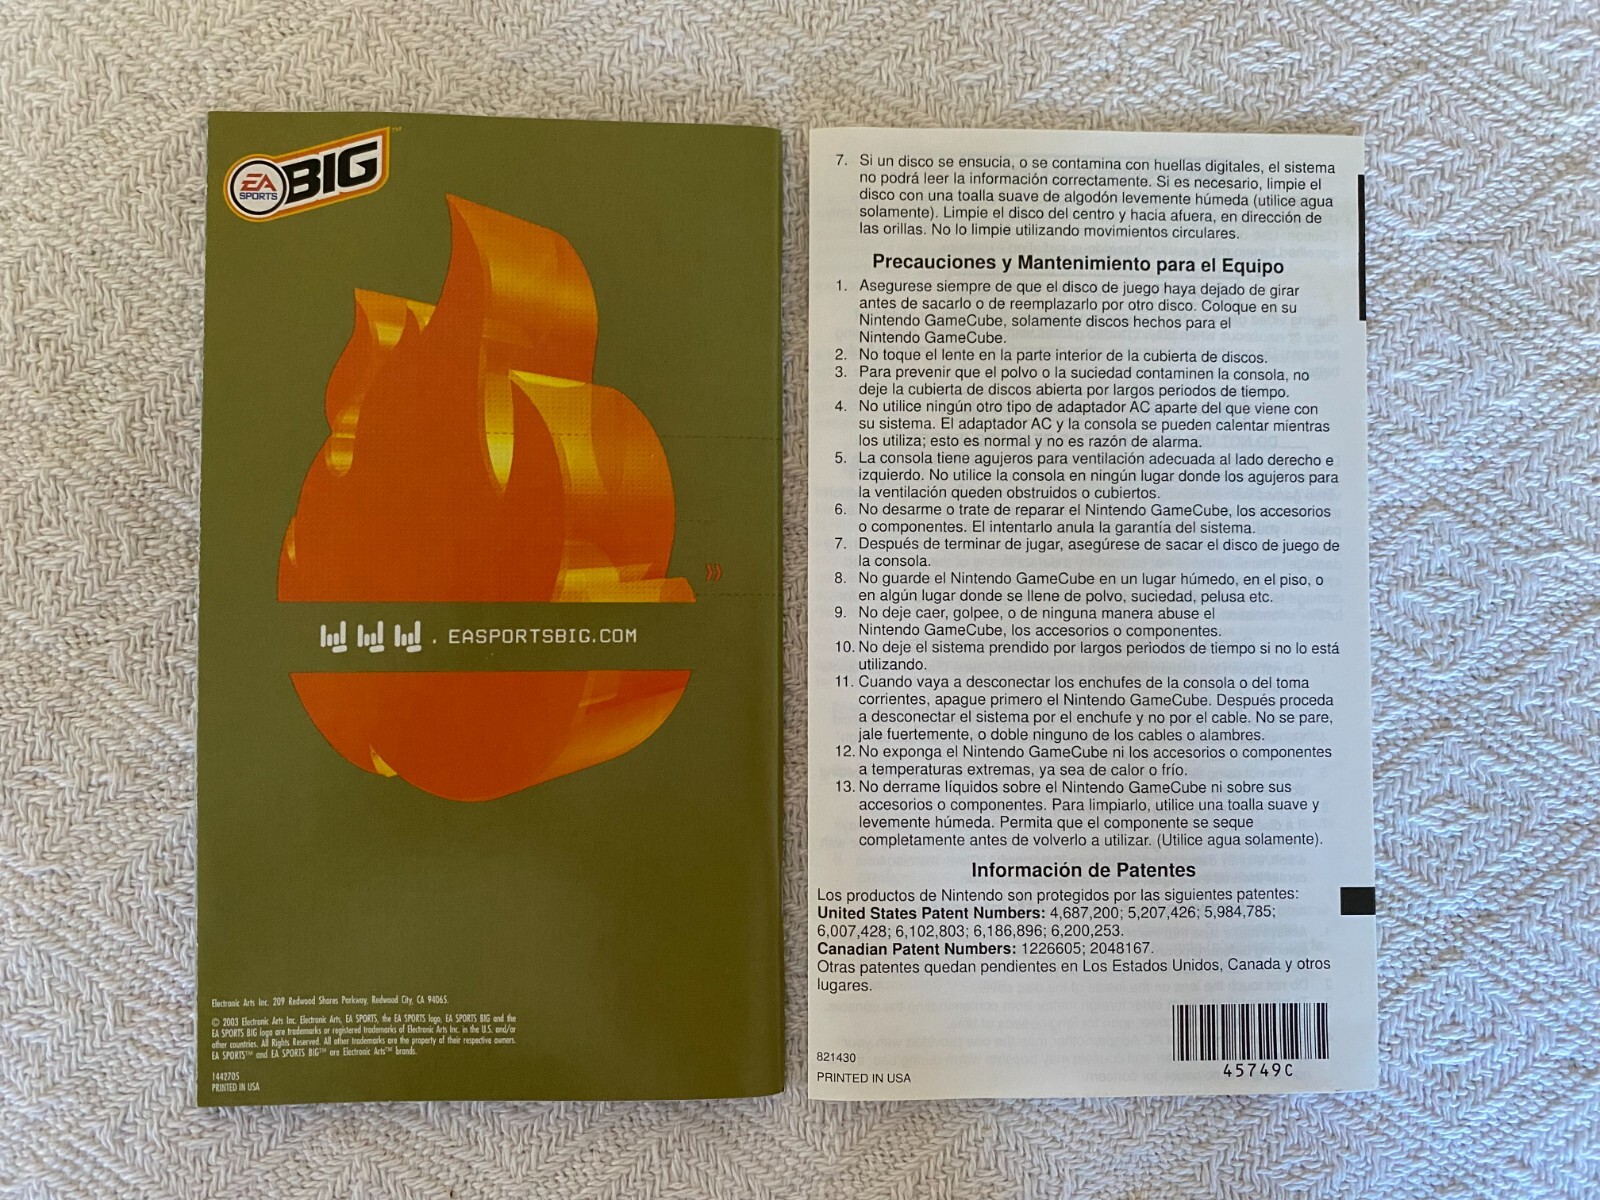 EA SPORTS BIG™
. EASPORTSBIG.COM
Electronic Arts Inc. 209 Redwood Shores Parkway, Redwood City, CA 94065.
© 2003 Electronic Arts Inc. Electronic Arts, EA SPORTS, the EA SPORTS logo, EA SPORTS BIG and the
EA SPORTS BIG logo are trademarks or registered trademarks of Electronic Arts Inc. in the U.S. and/or
other countries. All Rights Reserved. All other trademarks are the property of their respective owners.
EA SPORTS™ and EA SPORTS BIG™ are Electronic Arts™ brands.
1442705
PRINTED IN USA
7. Si un disco se ensucia, o se contamina con huellas digitales, el sistema
no podrá leer la información correctamente. Si es necesario, limpie el
disco con una toalla suave de algodón levemente húmeda (utilice agua
solamente). Limpie el disco del centro y hacia afuera, en dirección de
las orillas. No lo limpie utilizando movimientos circulares.
Precauciones y Mantenimiento para el Equipo
1. Asegurese siempre de que el disco de juego haya dejado de girar
antes de sacarlo o de reemplazarlo por otro disco. Coloque en su
Nintendo GameCube, solamente discos hechos para el
Nintendo GameCube.
2. No toque el lente en la parte interior de la cubierta de discos.
3. Para prevenir que el polvo o la suciedad contaminen la consola, no
deje la cubierta de discos abierta por largos periodos de tiempo.
4. No utilice ningún otro tipo de adaptador AC aparte del que viene con
su sistema. El adaptador AC y la consola se pueden calentar mientras
los utiliza; esto es normal y no es razón de alarma.
5. La consola tiene agujeros para ventilación adecuada al lado derecho e
izquierdo. No utilice la consola en ningún lugar donde los agujeros para
la ventilación queden obstruidos o cubiertos.
6. No desarme o trate de reparar el Nintendo GameCube, los accesorios
o componentes. El intentarlo anula la garantía del sistema.
7. Después de terminar de jugar, asegúrese de sacar el disco de juego de
la consola.
8. No guarde el Nintendo GameCube en un lugar húmedo, en el piso, o
en algún lugar donde se llene de polvo, suciedad, pelusa etc.
9. No deje caer, golpee, o de ninguna manera abuse el
Nintendo GameCube, los accesorios o componentes.
10. No deje el sistema prendido por largos periodos de tiempo si no lo está
utilizando.
11. Cuando vaya a desconectar los enchufes de la consola o del toma
corrientes, apague primero el Nintendo GameCube. Después proceda
a desconectar el sistema por el enchufe y no por el cable. No se pare,
jale fuertemente, o doble ninguno de los cables o alambres.
12. No exponga el Nintendo GameCube ni los accesorios o componentes
a temperaturas extremas, ya sea de calor o frío.
13. No derrame líquidos sobre el Nintendo GameCube ni sobre sus
accesorios o componentes. Para limpiarlo, utilice una toalla suave y
levemente húmeda. Permita que el componente se seque
completamente antes de volverlo a utilizar. (Utilice agua solamente).
Información de Patentes
Los productos de Nintendo son protegidos por las siguientes patentes:
United States Patent Numbers: 4,687,200; 5,207,426; 5,984,785;
6,007,428; 6,102,803; 6,186,896; 6,200,253.
Canadian Patent Numbers: 1226605; 2048167.
Otras patentes quedan pendientes en Los Estados Unidos, Canada y otros
lugares.
821430
PRINTED IN USA
45749C